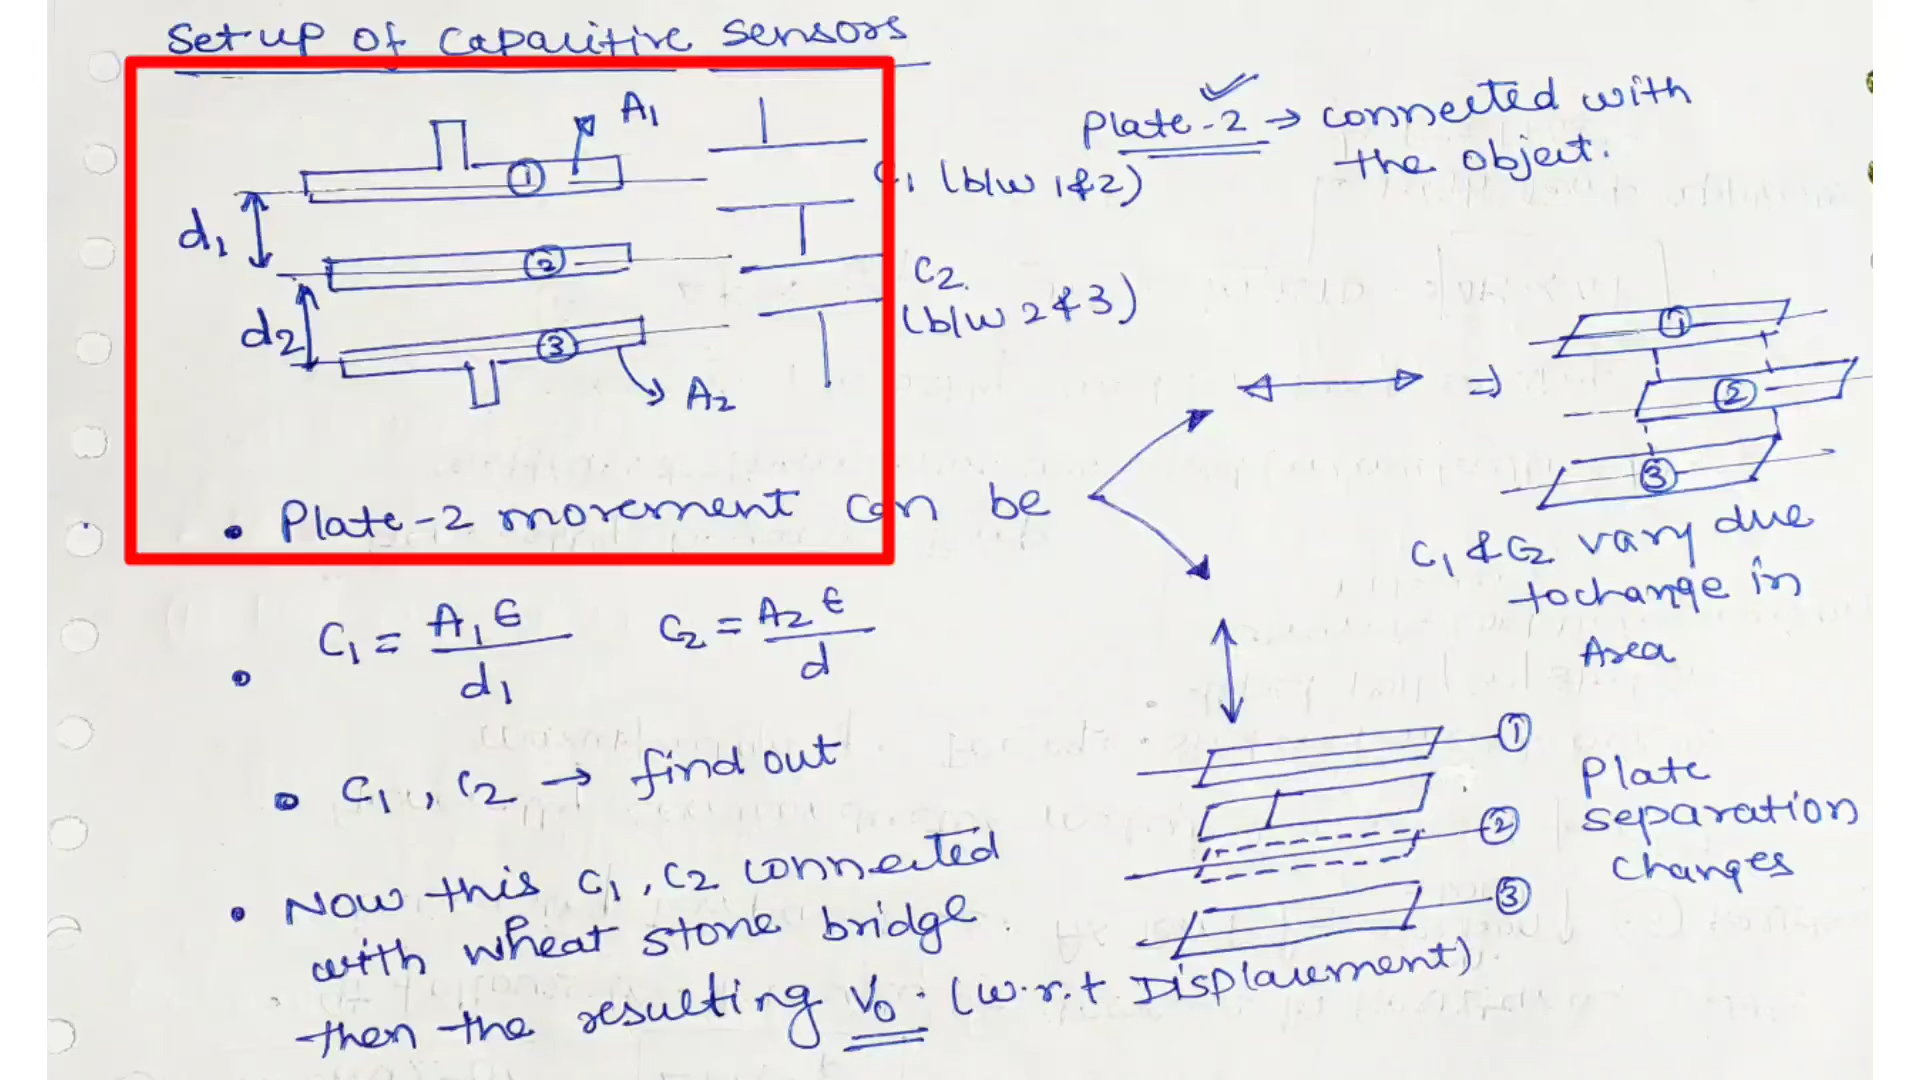 Setup of capacitive sensors
A1
①
d1
②
d2
③
A2
C1 (b/w 1&2)
C2
(b/w 2&3)
Plate-2 → connected with
the object.
• Plate-2 movement can be
⇒
①
②
③
C1 & C2 vary due
to change in
Area
• C1 = A1 ϵ / d1 C2 = A2 ϵ / d
• C1, C2 → find out
• Now this C1, C2 connected
with wheat stone bridge
then the resulting Vo. (w.r.t Displacement)
①
②
③
Plate
separation
changes